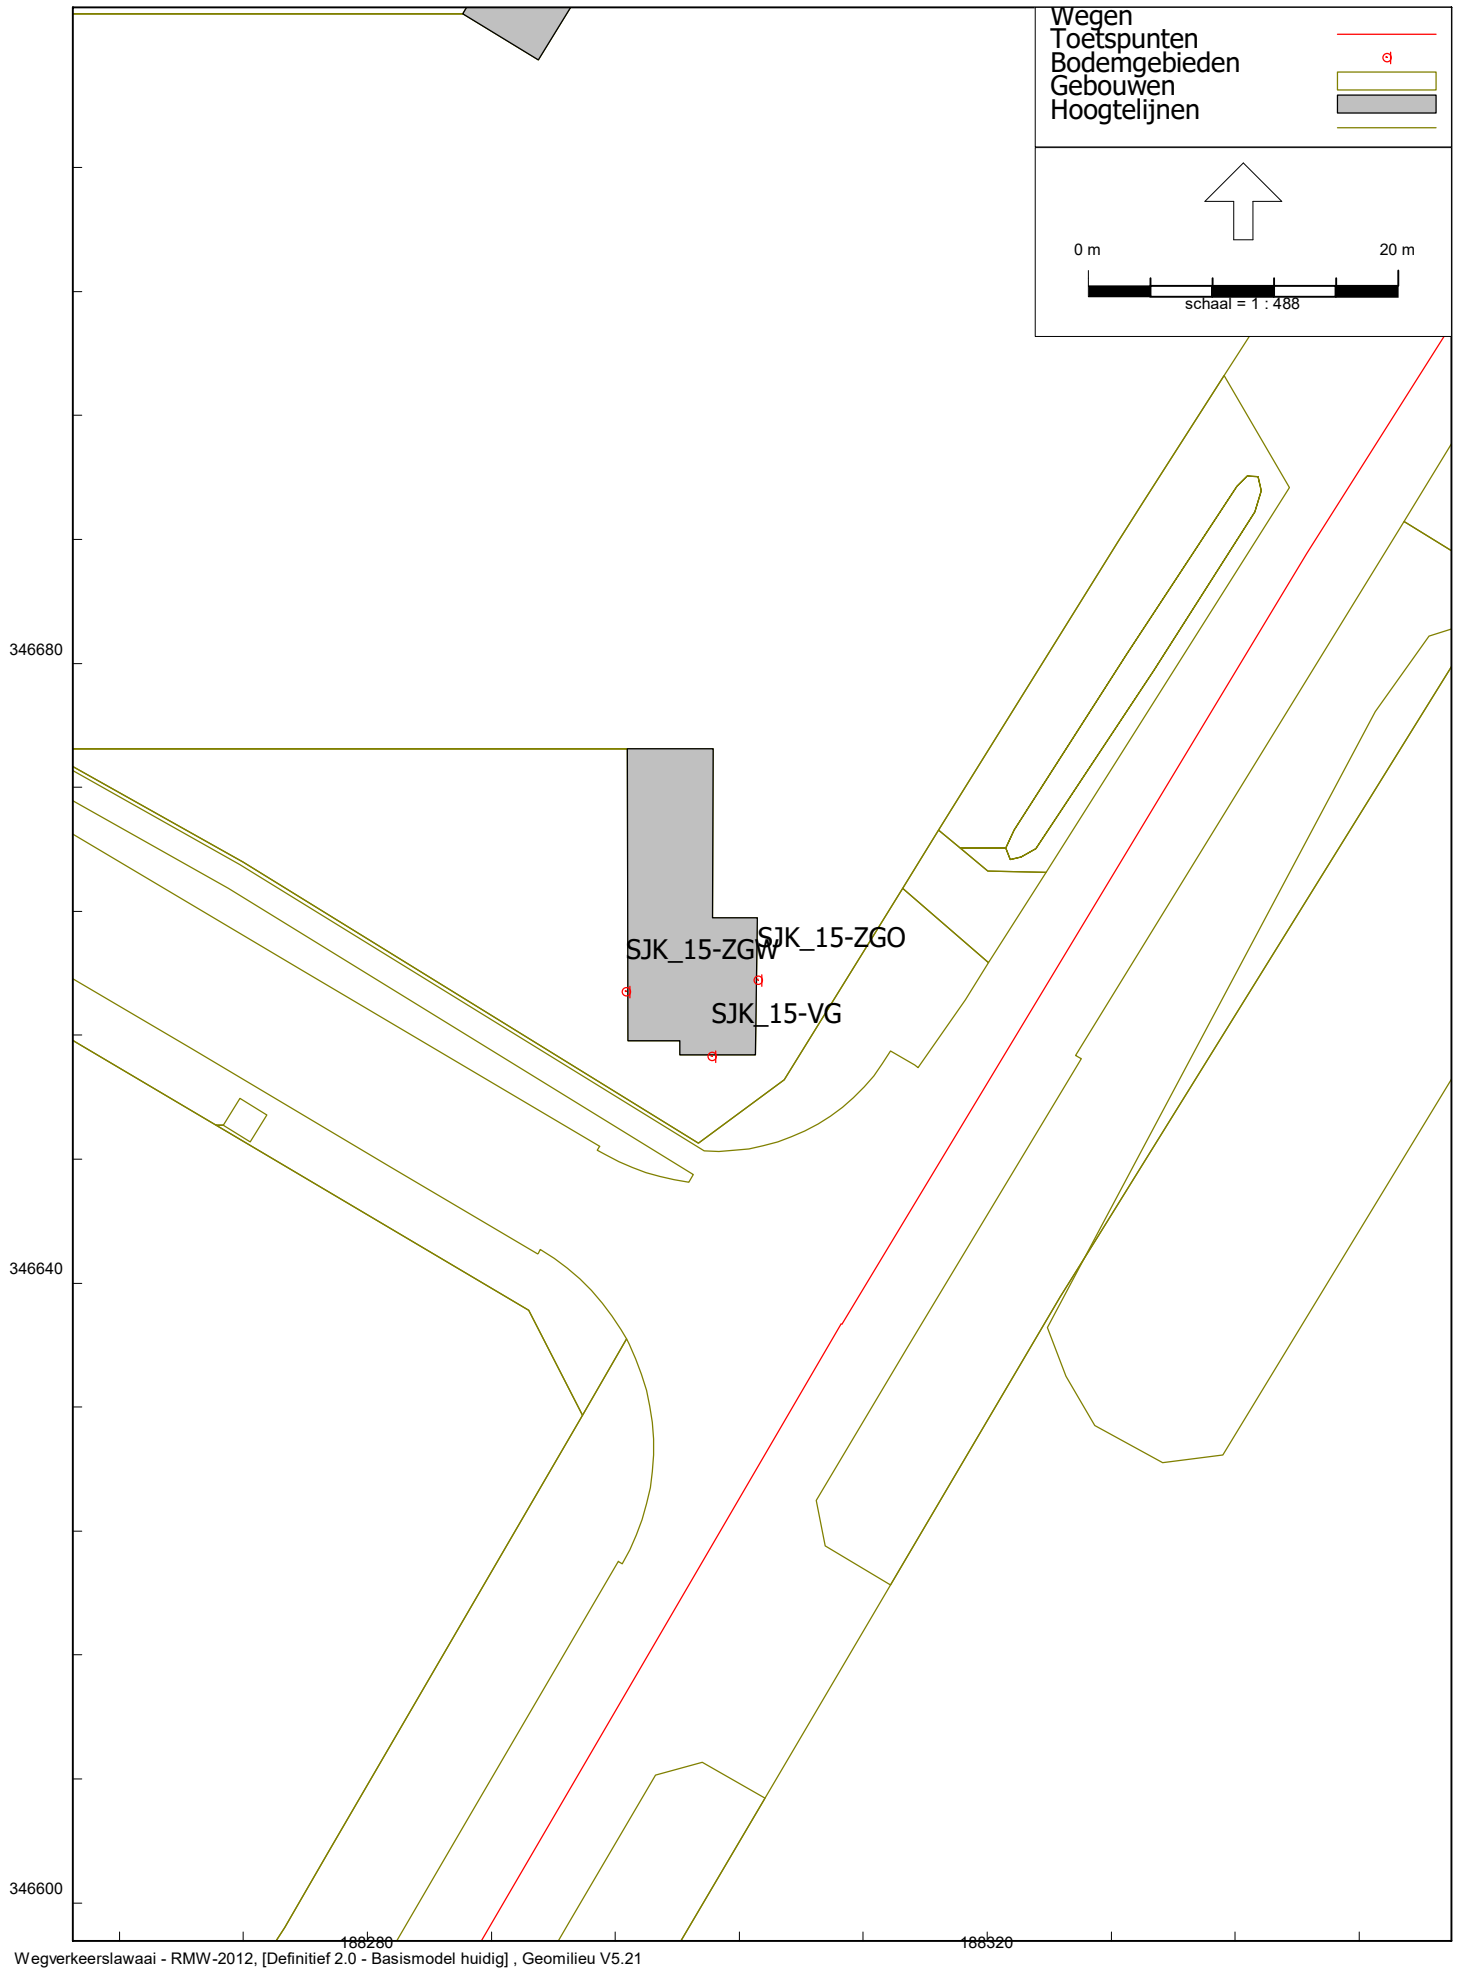 Wegen
Toetspunten
Bodemgebieden
Gebouwen
Hoogtelijnen
0 m
20 m
schaal = 1 : 488
346680
SJK_15-ZGO
SJK_15-ZGW
SJK_15-VG
346640
346600
188280
188320
Wegverkeerslawaai - RMW-2012, [Definitief 2.0 - Basismodel huidig] , Geomilieu V5.21